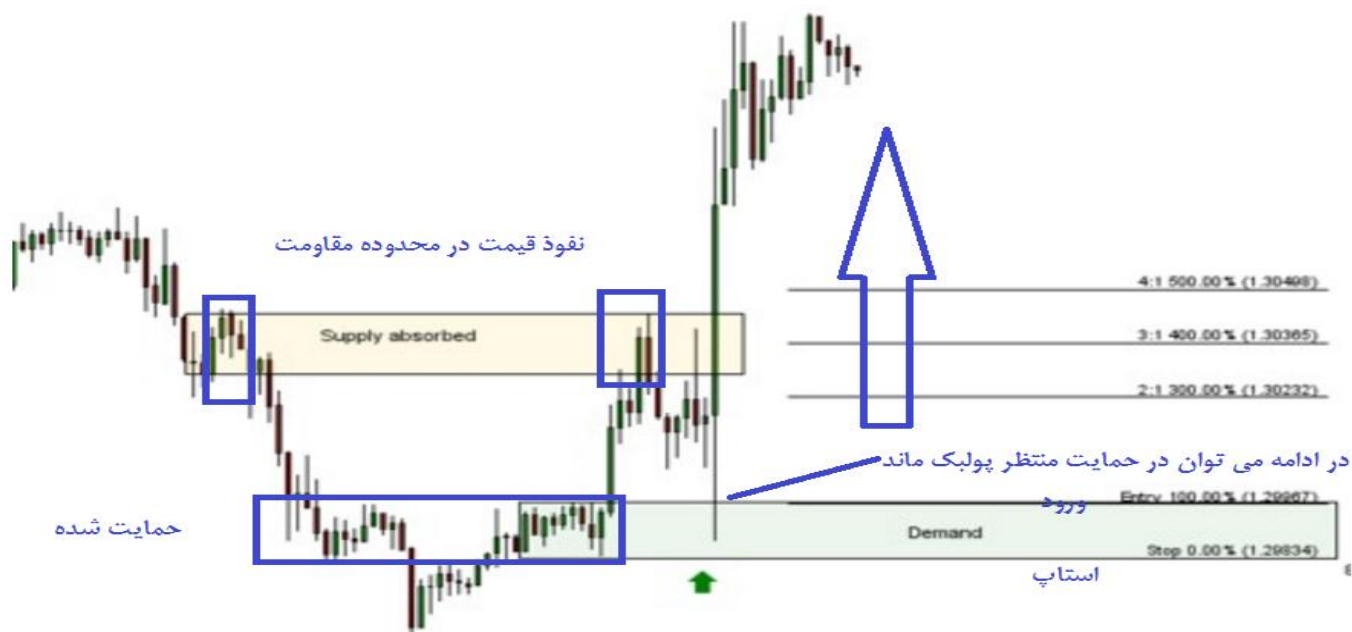 نفوذ قیمت در محدوده مقاومت
4:1 500.00% (1.30498)
Supply absorbed
3:1 400.00% (1.30365)
2:1 300.00% (1.30232)
در ادامه می توان در حمایت منتظر پولبک ماند
Entry 100.00% (1.29967)
ورود
حمایت شده
Demand
Stop 0.00% (1.29834)
استاپ